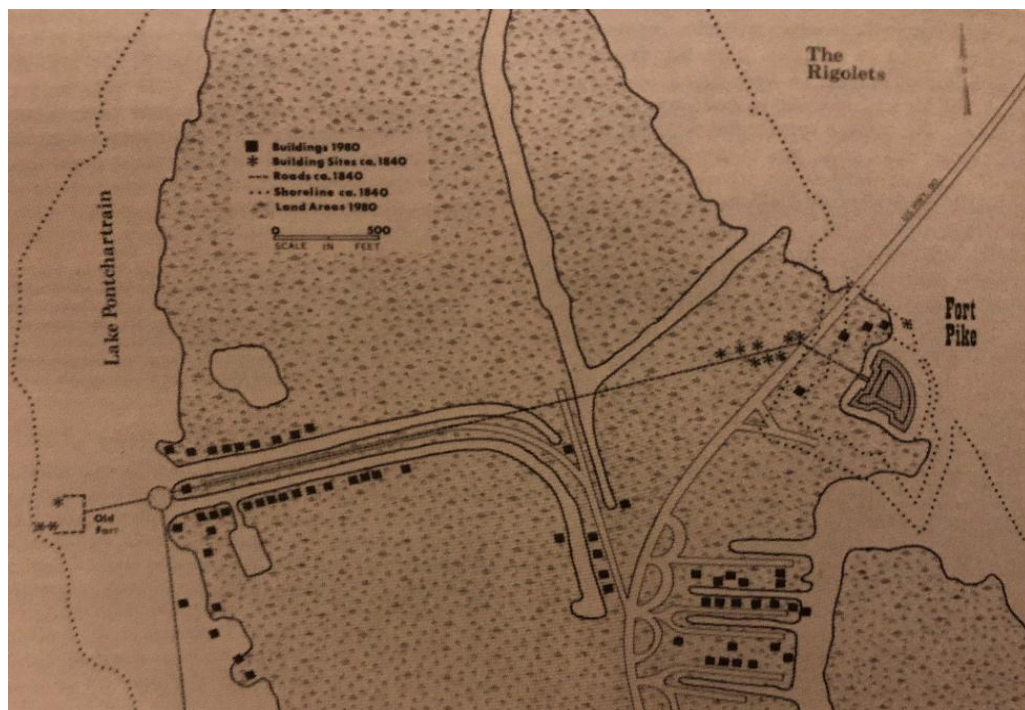 The
Rigolets
Buildings 1980
Building Sites ca. 1840
Roads ca. 1840
Shoreline ca. 1840
Land Areas 1980
0 500
SCALE IN FEET
Lake Pontchartrain
Fort
Pike
Old
Fort